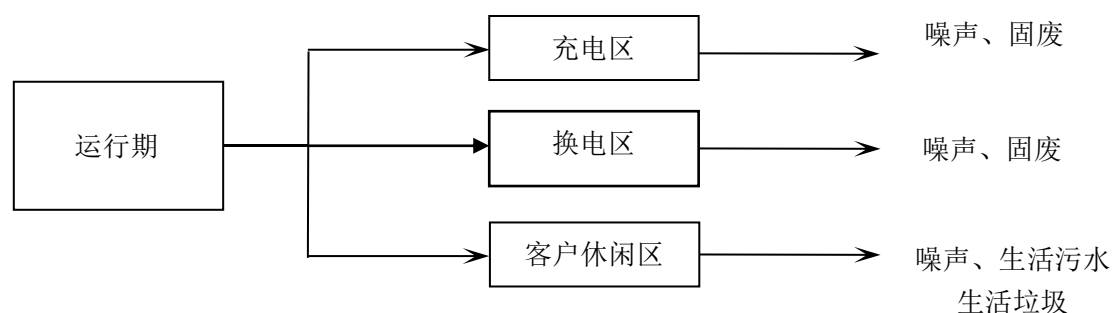 充电区
噪声、固废
运行期
换电区
噪声、固废
客户休闲区
噪声、生活污水
生活垃圾